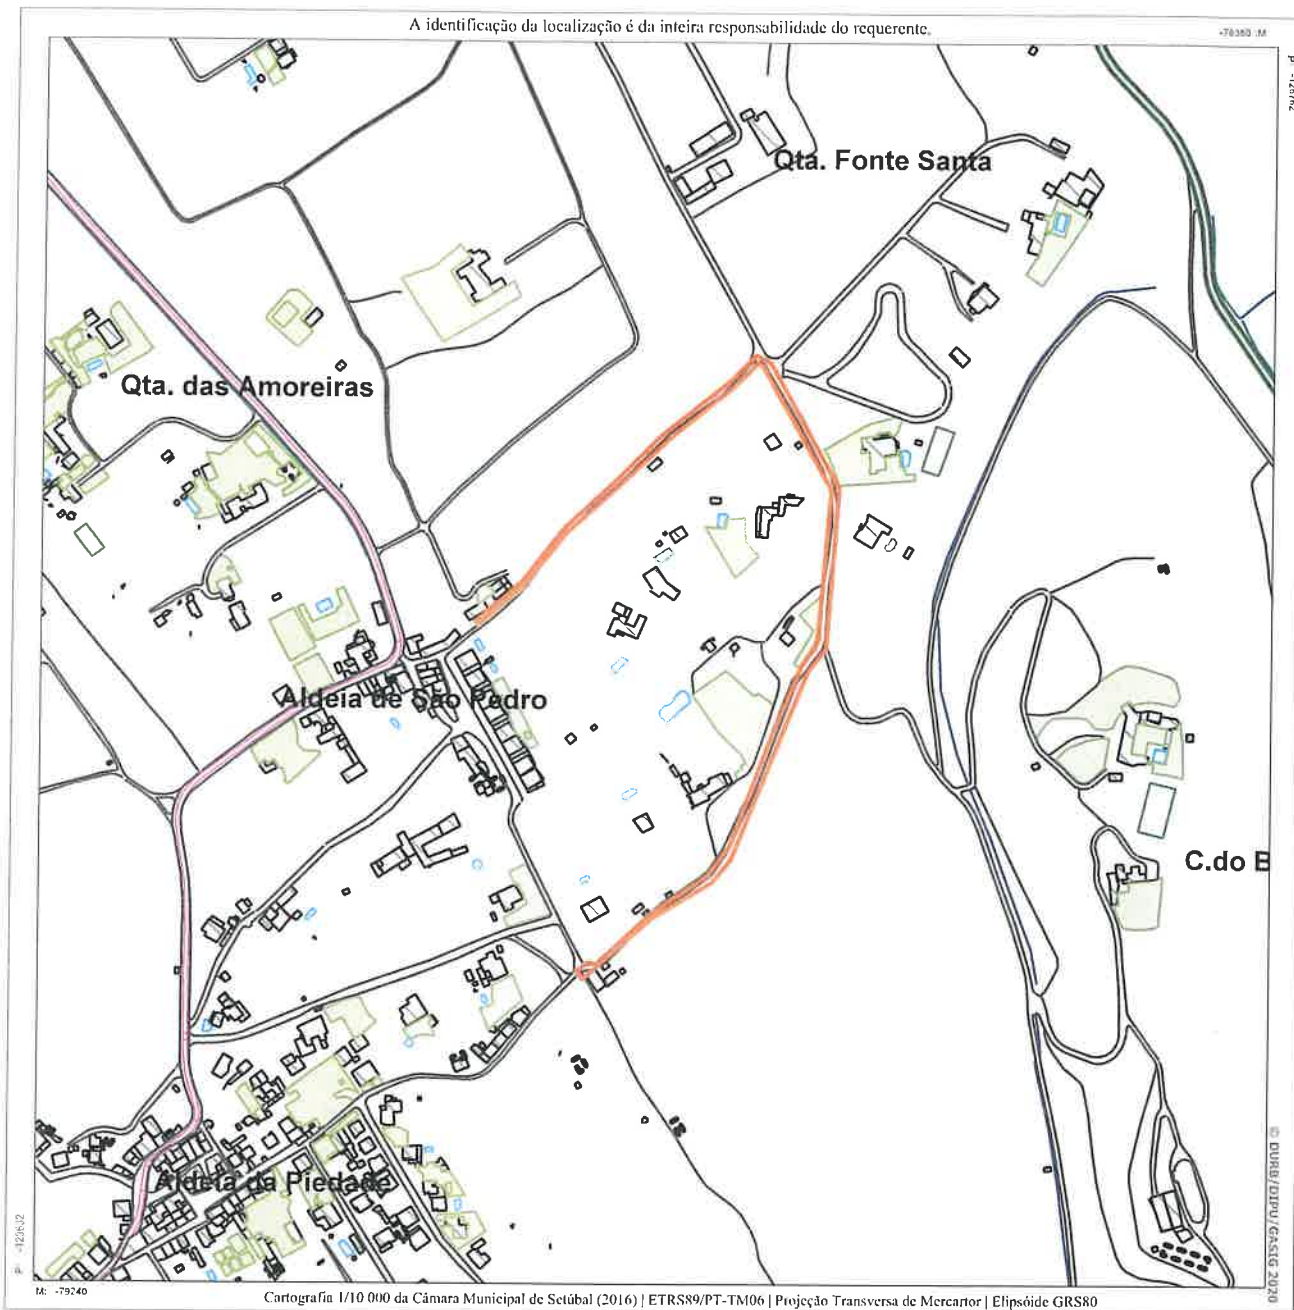 A identificação da localização é da inteira responsabilidade do requerente.
-78360 :M
Qta. Fonte Santa
Qta. das Amoreiras
Aldeia de São Pedro
C.do B
Aldeia da Piedade
© DURB/DIPU/GASIG 2020
M: -79240
Cartografia 1/10 000 da Câmara Municipal de Setúbal (2016) | ETRS89/PT-TM06 | Projeção Transversa de Mercartor | Elipsóide GRS80